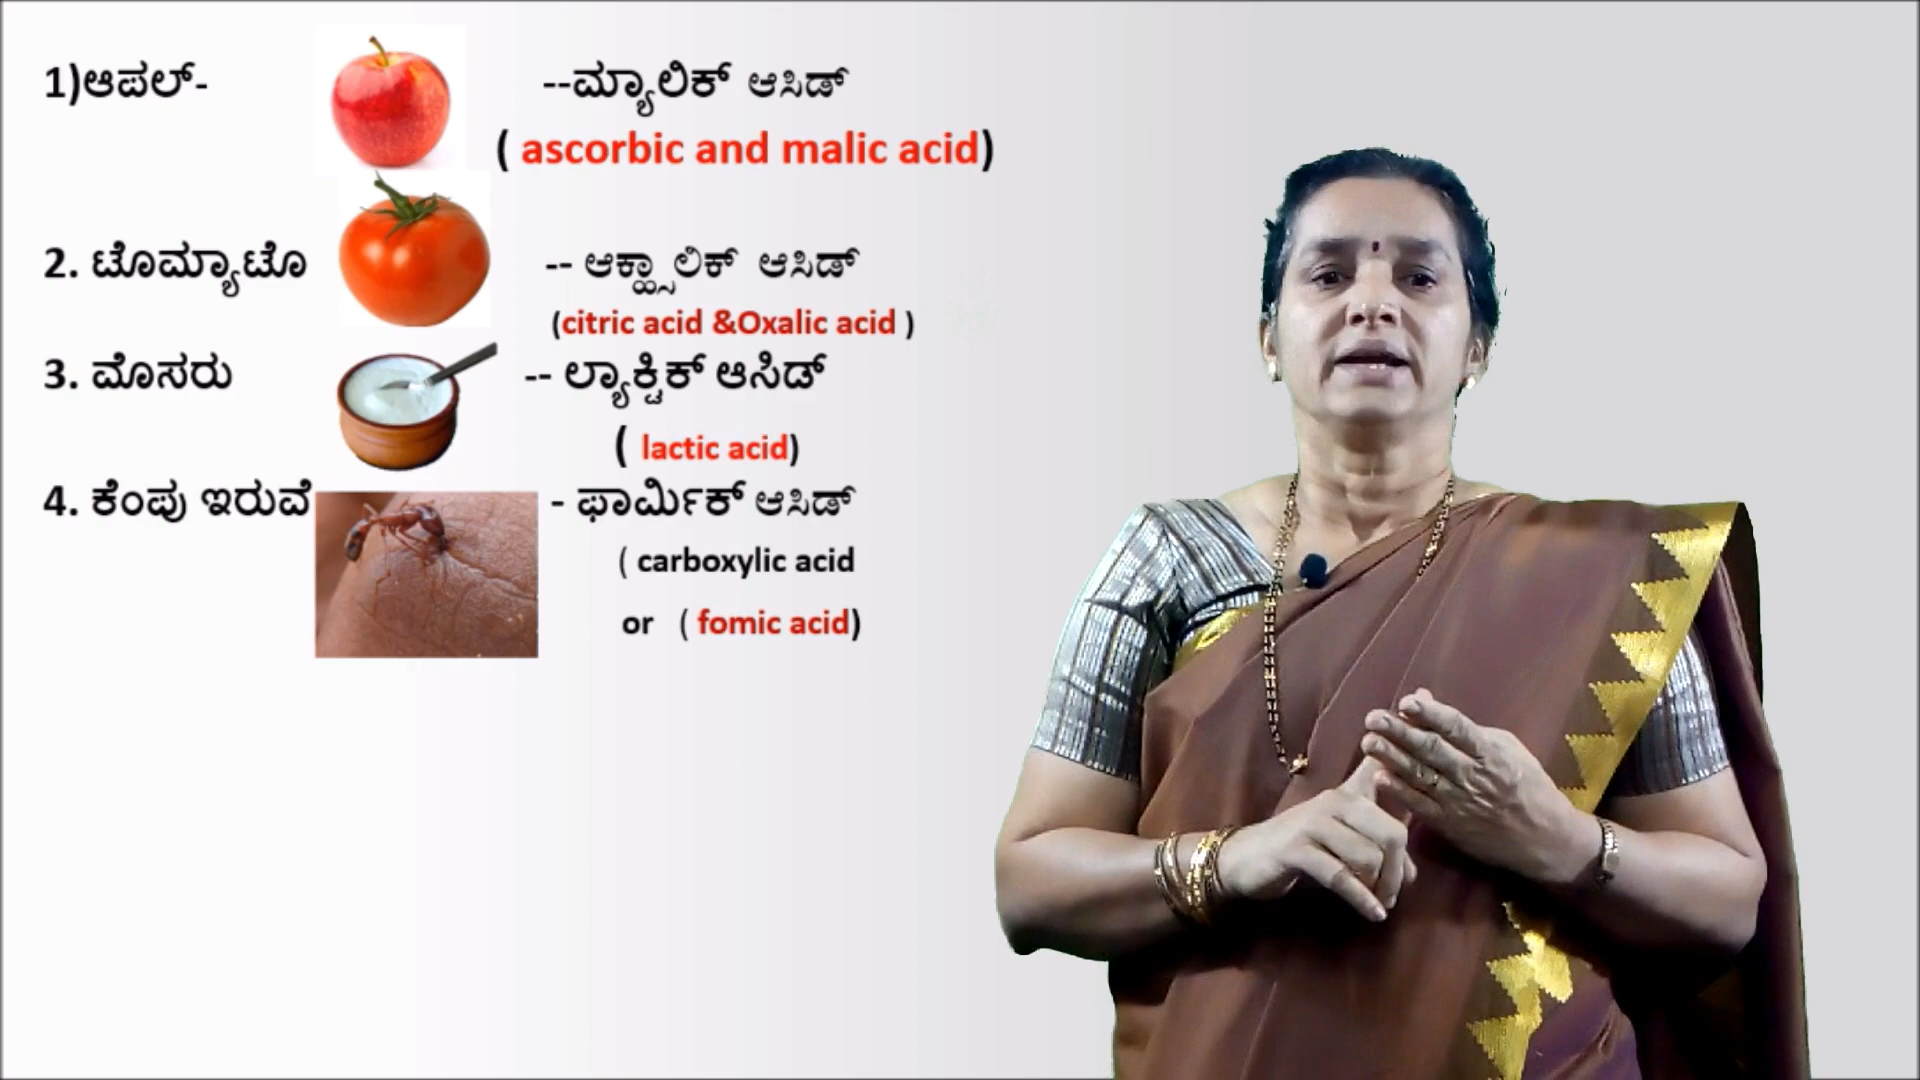 1)ಆಪಲ್- --ಮ್ಯಾಲಿಕ್ ಆಸಿಡ್
( ascorbic and malic acid)
2. ಟೊಮ್ಯಾಟೊ -- ಆಕ್ಸಾಲಿಕ್ ಆಸಿಡ್
(citric acid &Oxalic acid )
3. ಮೊಸರು -- ಲ್ಯಾಕ್ಟಿಕ್ ಆಸಿಡ್
( lactic acid)
4. ಕೆಂಪು ಇರುವೆ - ಫಾರ್ಮಿಕ್ ಆಸಿಡ್
( carboxylic acid
or ( fomic acid)